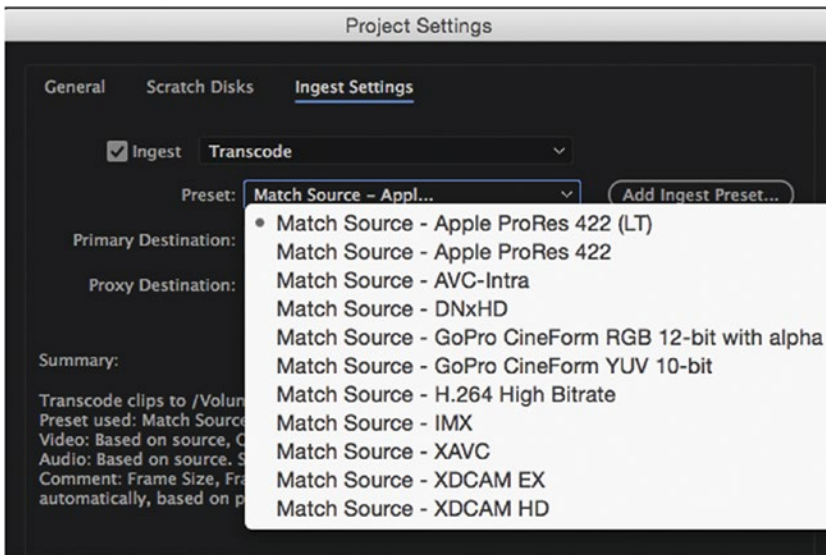 Project Settings
General Scratch Disks Ingest Settings
Ingest Transcode
Preset: Match Source – Appl... Add Ingest Preset...
Match Source - Apple ProRes 422 (LT)
Primary Destination:
Match Source - Apple ProRes 422
Match Source - AVC-Intra
Proxy Destination:
Match Source - DNxHD
Match Source - GoPro CineForm RGB 12-bit with alpha
Match Source - GoPro CineForm YUV 10-bit
Match Source - H.264 High Bitrate
Match Source - IMX
Match Source - XAVC
Match Source - XDCAM EX
Match Source - XDCAM HD
Summary:
Transcode clips to /Volun
Preset used: Match Source
Video: Based on source,
Audio: Based on source.
Comment: Frame Size,
automatically, based on